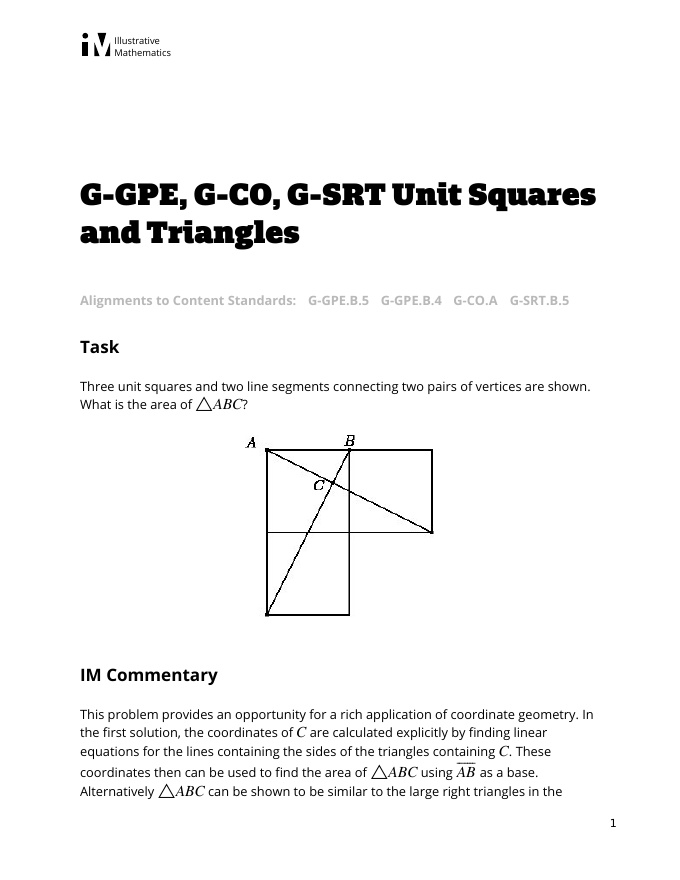 Illustrative
Mathematics
G-GPE, G-CO, G-SRT Unit Squares
and Triangles
Alignments to Content Standards: G-GPE.B.5 G-GPE.B.4 G-CO.A G-SRT.B.5
Task
Three unit squares and two line segments connecting two pairs of vertices are shown.
What is the area of △ABC?
A
B
C
IM Commentary
This problem provides an opportunity for a rich application of coordinate geometry. In
the first solution, the coordinates of C are calculated explicitly by finding linear
equations for the lines containing the sides of the triangles containing C. These
coordinates then can be used to find the area of △ABC using A̅B̅ as a base.
Alternatively △ABC can be shown to be similar to the large right triangles in the
1